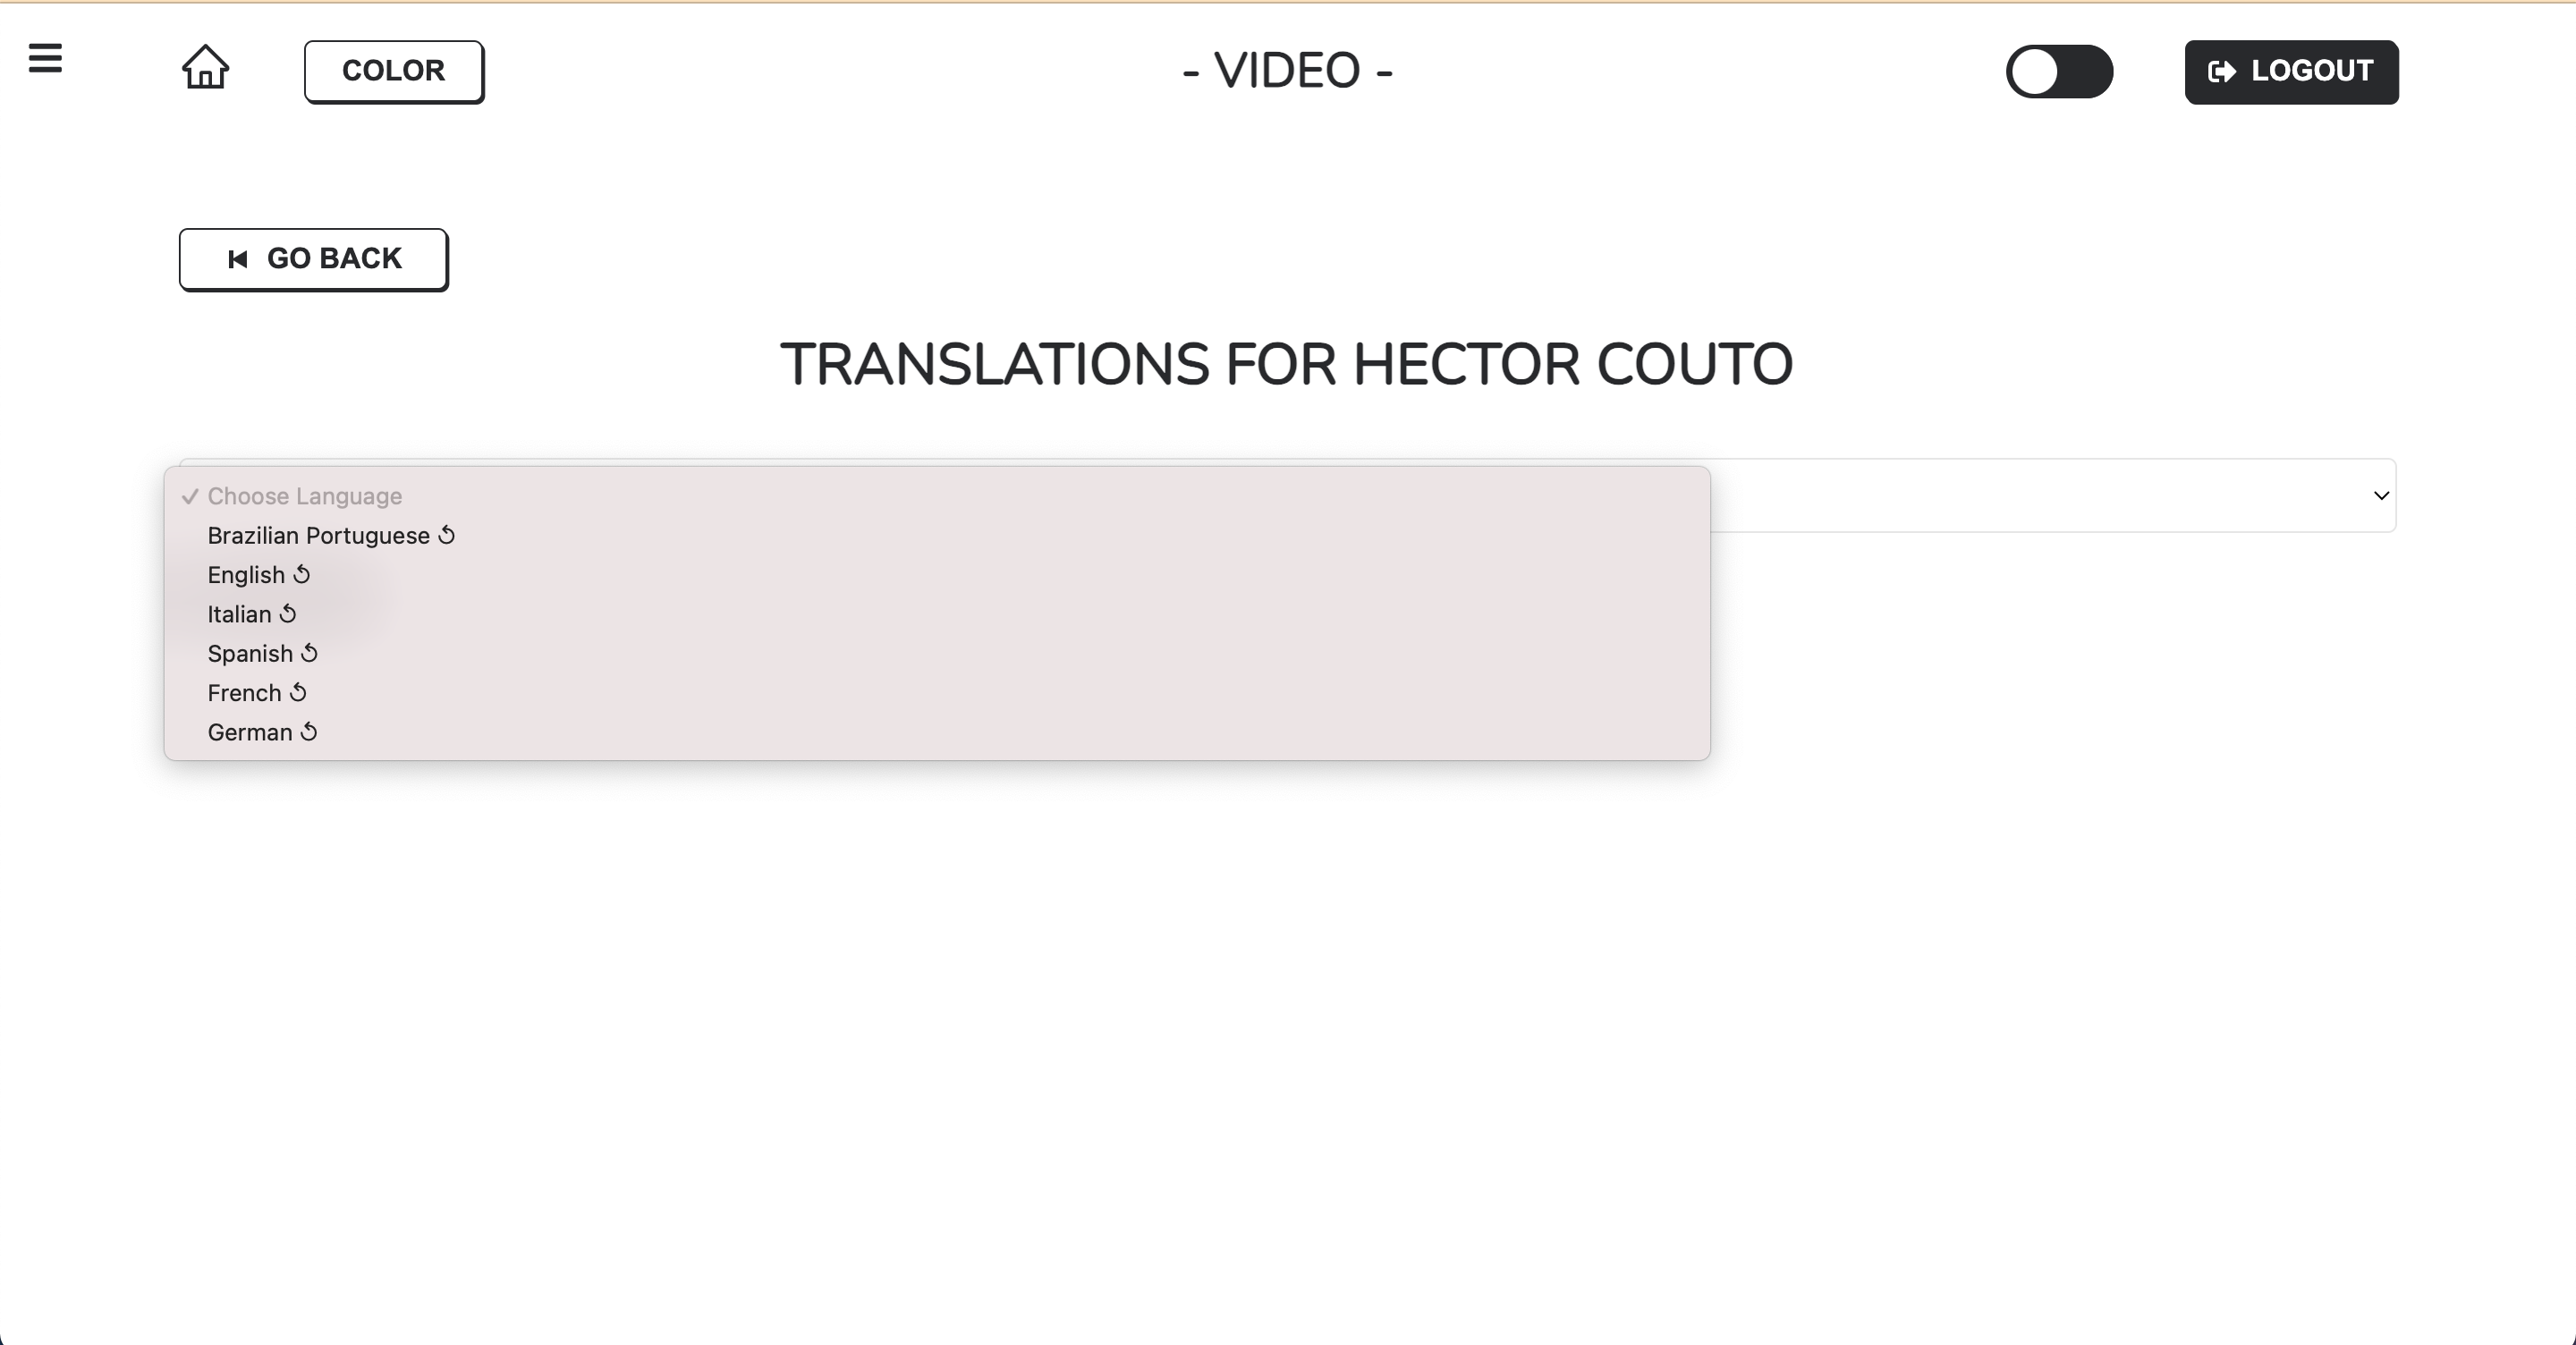 COLOR
- VIDEO -
LOGOUT
GO BACK
TRANSLATIONS FOR HECTOR COUTO
Choose Language
Brazilian Portuguese
English
Italian
Spanish
French
German